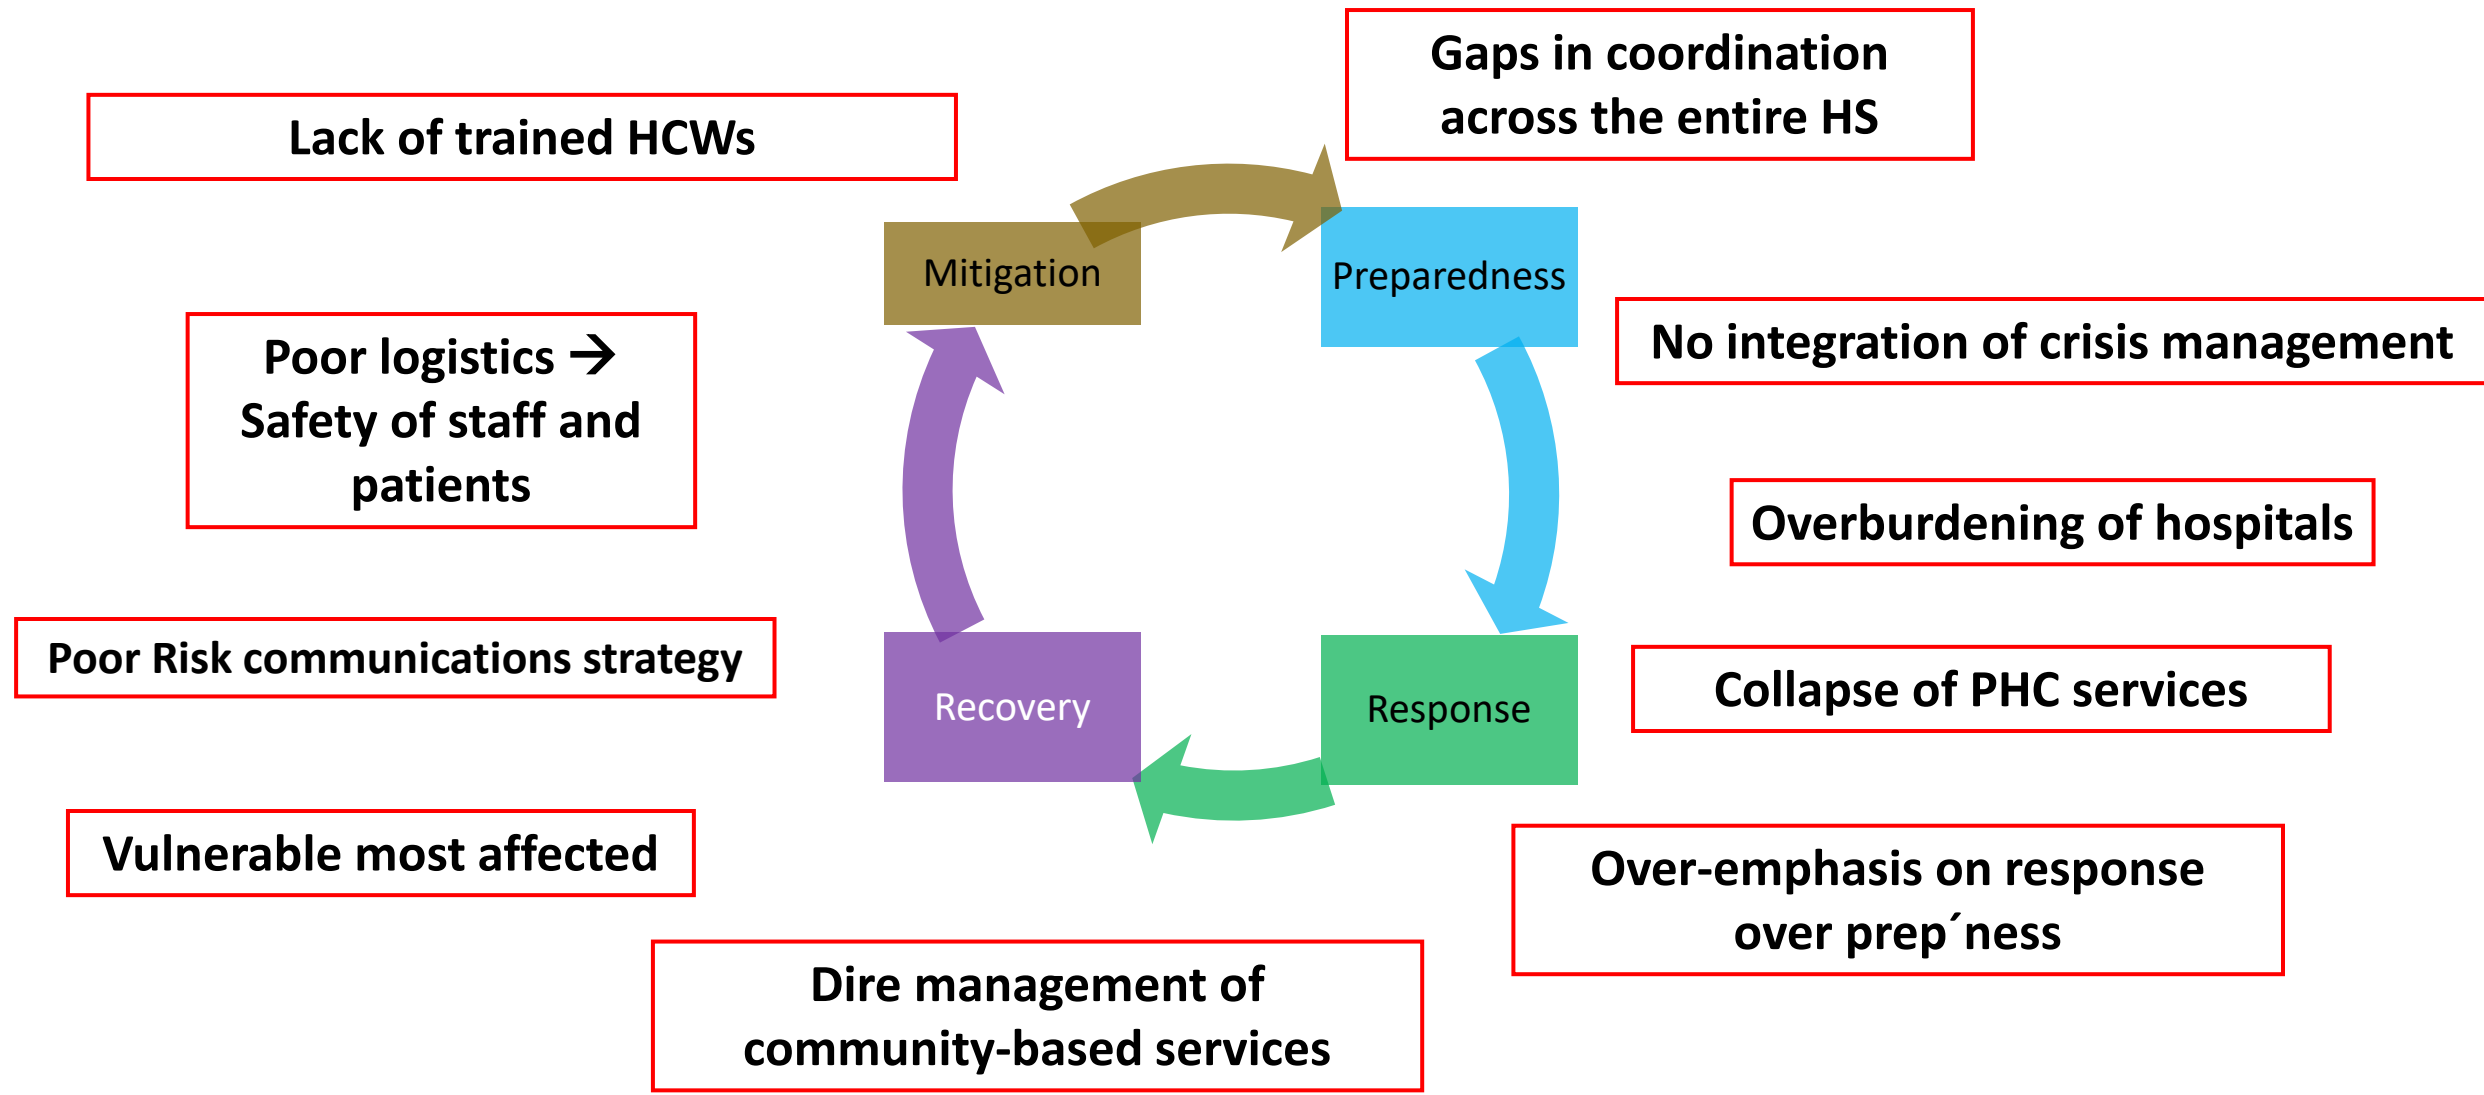 Gaps in coordination
across the entire HS
Lack of trained HCWs
Mitigation
Preparedness
No integration of crisis management
Poor logistics →
Safety of staff and
patients
Overburdening of hospitals
Poor Risk communications strategy
Recovery
Response
Collapse of PHC services
Vulnerable most affected
Over-emphasis on response
over prep´ness
Dire management of
community-based services